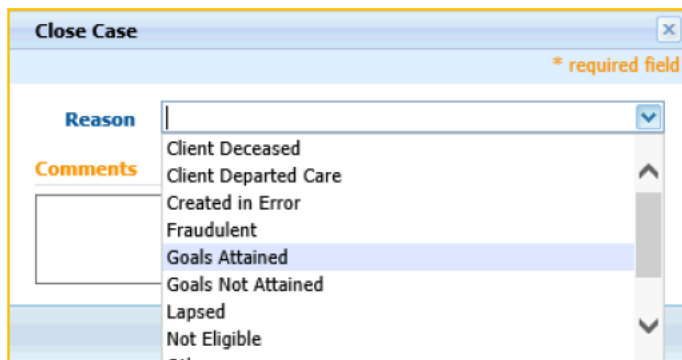 Close Case
* required field
Reason
Client Deceased
Comments
Client Departed Care
Created in Error
Fraudulent
Goals Attained
Goals Not Attained
Lapsed
Not Eligible